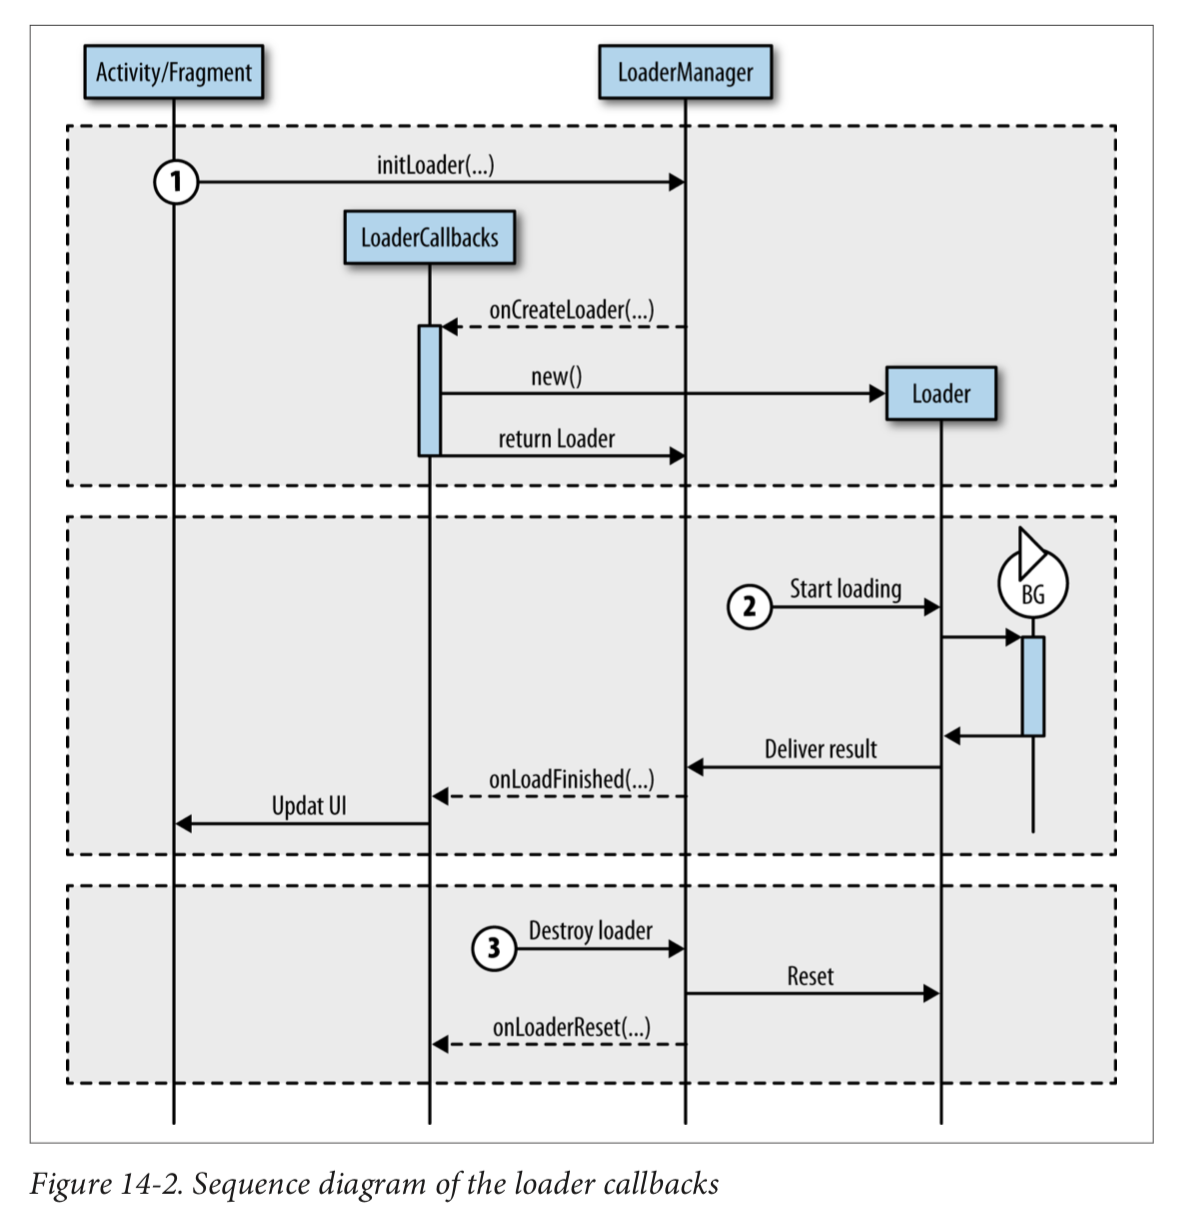 Activity/Fragment
LoaderManager
1
initLoader(...)
LoaderCallbacks
onCreateLoader(...)
new()
Loader
return Loader
BG
2
Start loading
Deliver result
onLoadFinished(...)
Updat UI
3
Destroy loader
Reset
onLoaderReset(...)
Figure 14-2. Sequence diagram of the loader callbacks